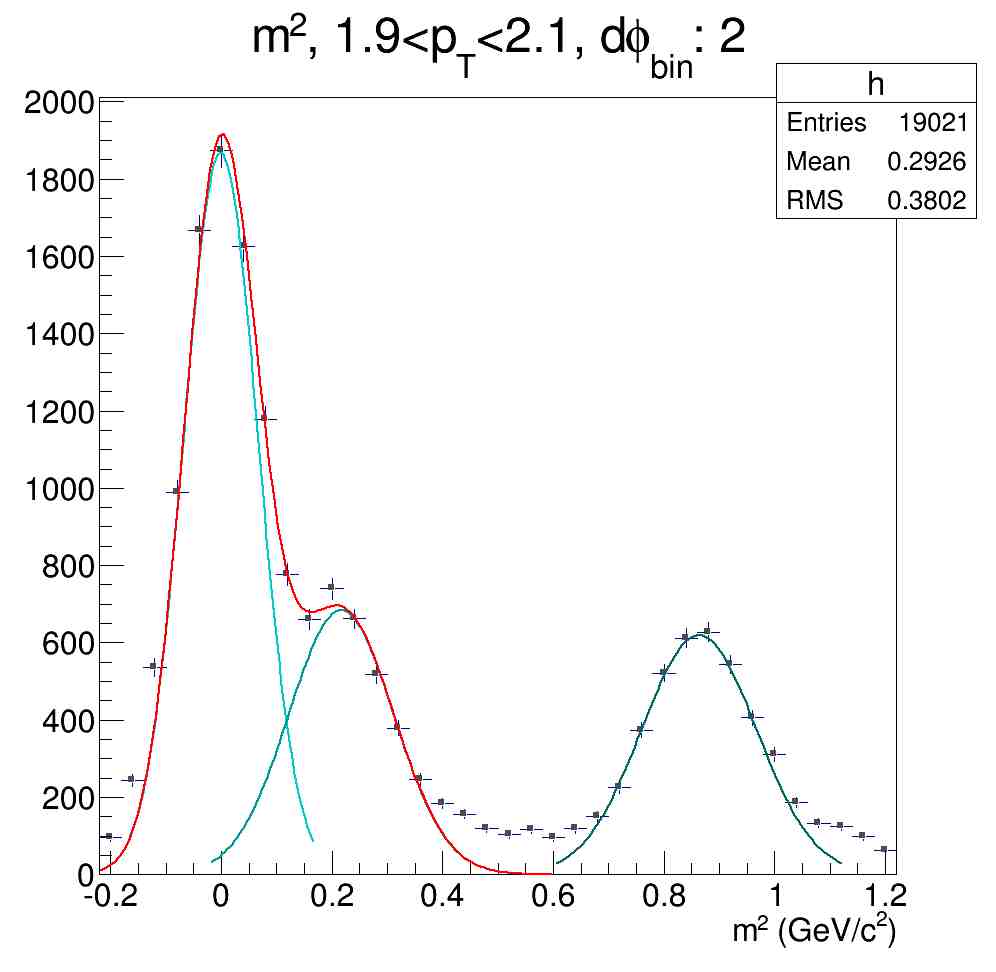 m², 1.9<p_T<2.1, dϕ_bin: 2
h
Entries 19021
Mean 0.2926
RMS 0.3802
2000
1800
1600
1400
1200
1000
800
600
400
200
0
-0.2 0 0.2 0.4 0.6 0.8 1 1.2
m² (GeV/c²)